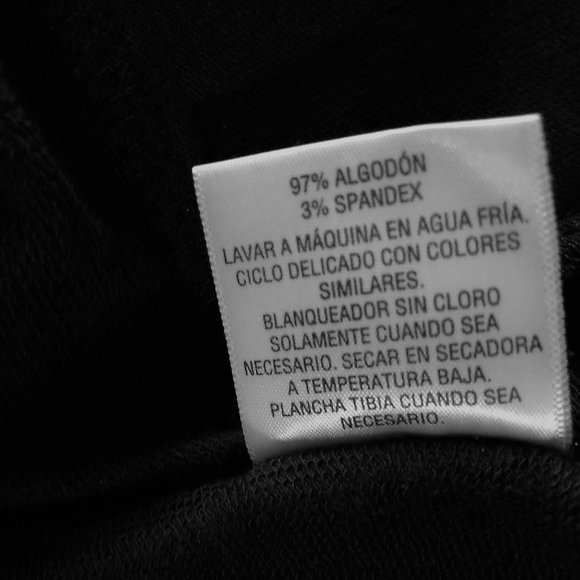 97% ALGODÓN
3% SPANDEX
LAVAR A MÁQUINA EN AGUA FRÍA.
CICLO DELICADO CON COLORES
SIMILARES.
BLANQUEADOR SIN CLORO
SOLAMENTE CUANDO SEA
NECESARIO. SECAR EN SECADORA
A TEMPERATURA BAJA.
PLANCHA TIBIA CUANDO SEA
NECESARIO.